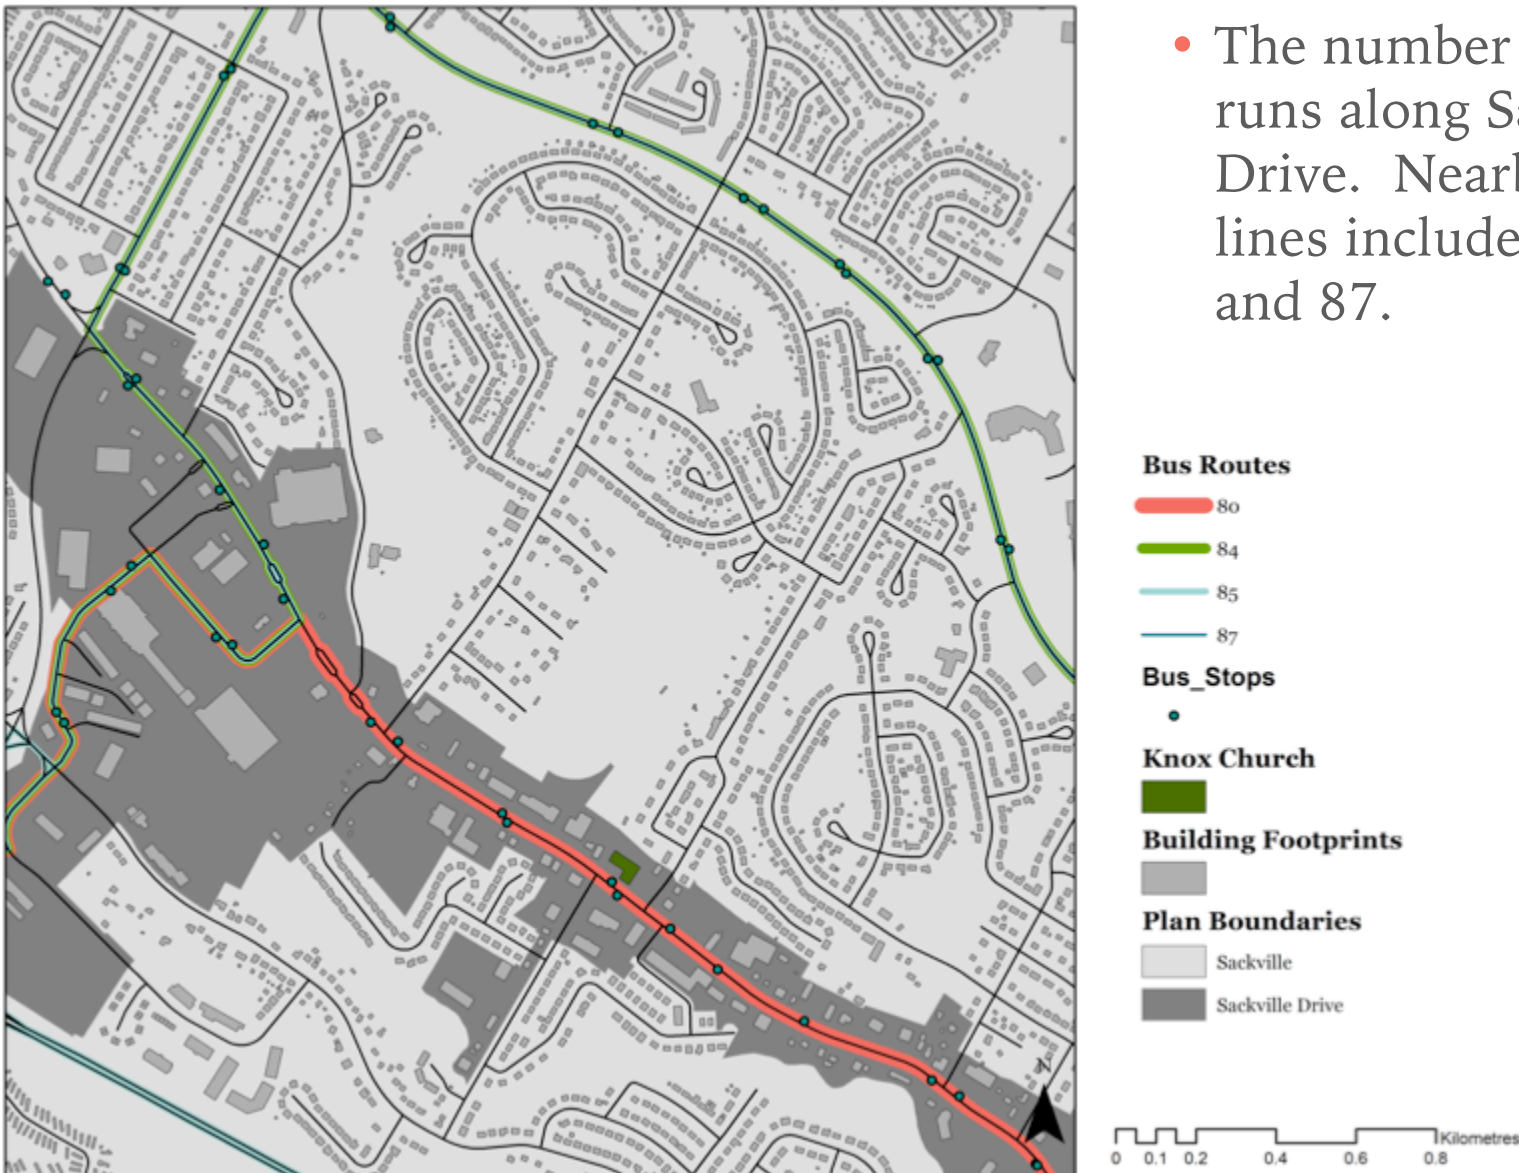 • The number
runs along Sa
Drive. Nearb
lines include
and 87.
Bus Routes
80
84
85
87
Bus_Stops
Knox Church
Building Footprints
Plan Boundaries
Sackville
Sackville Drive
N
Kilometres
0 0.1 0.2 0.4 0.6 0.8